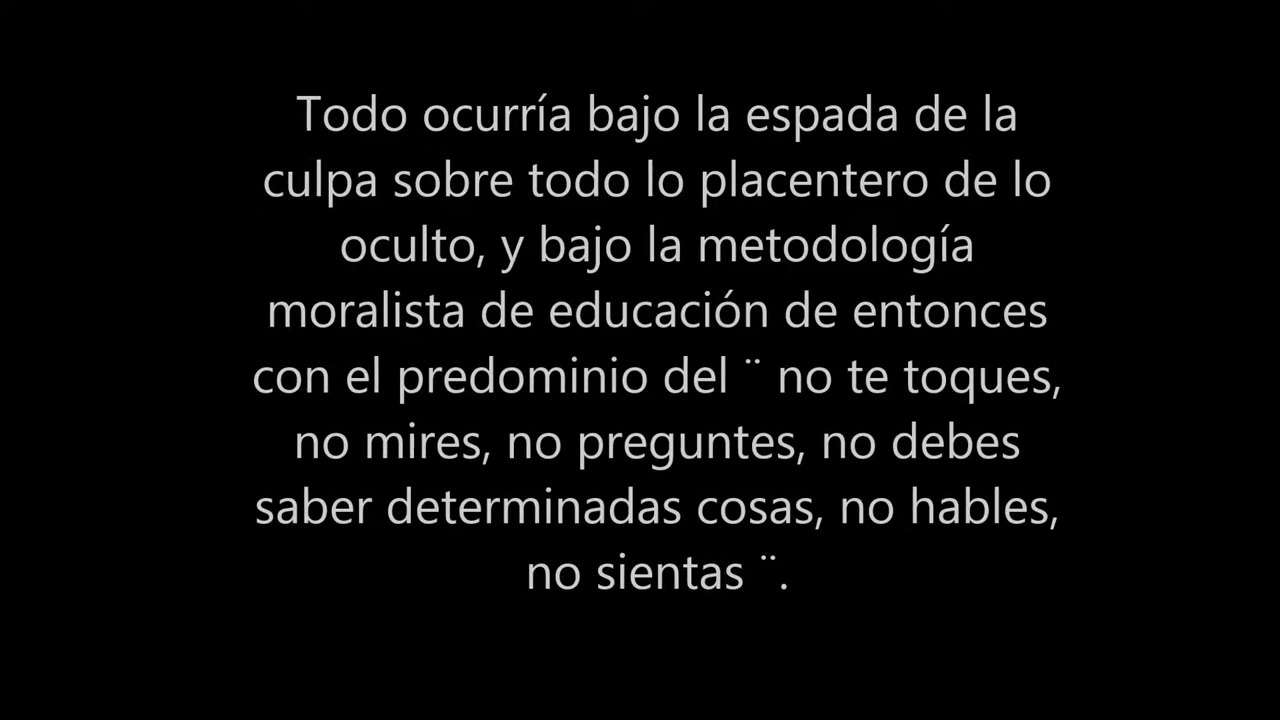 Todo ocurría bajo la espada de la
culpa sobre todo lo placentero de lo
oculto, y bajo la metodología
moralista de educación de entonces
con el predominio del ¨ no te toques,
no mires, no preguntes, no debes
saber determinadas cosas, no hables,
no sientas ¨.